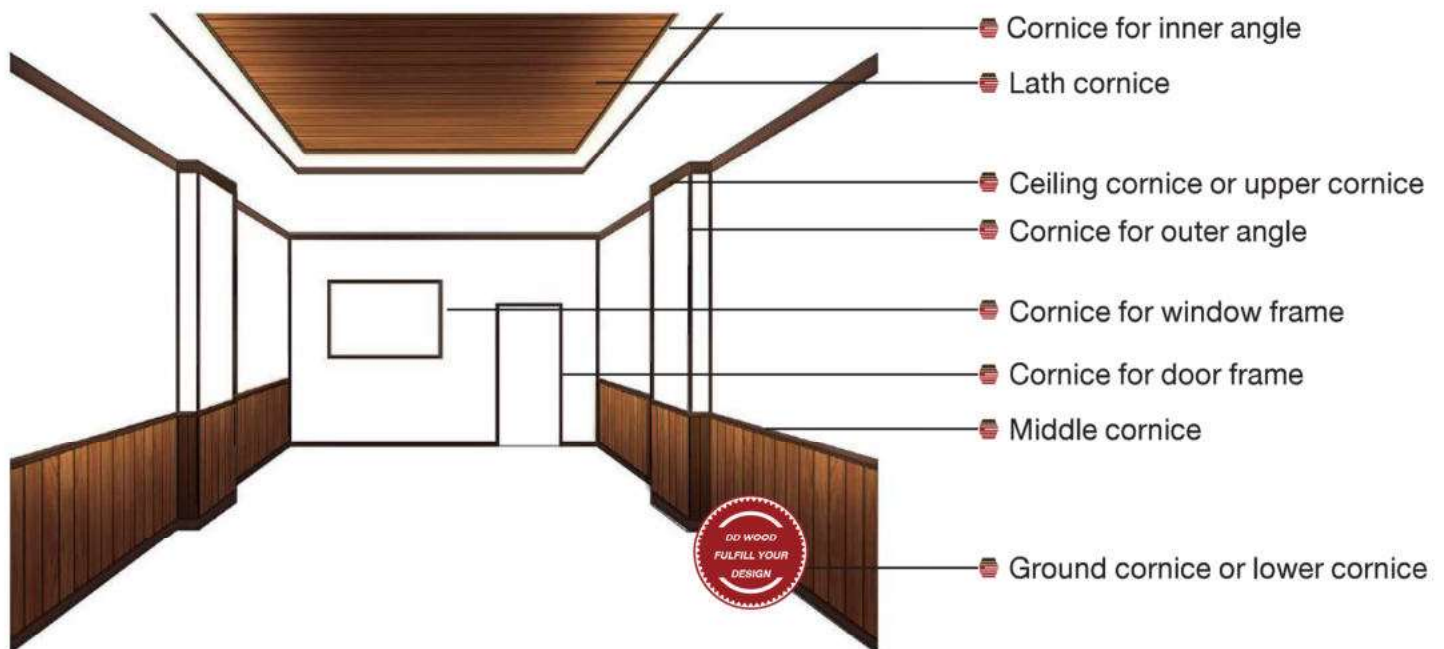 Cornice for inner angle
Lath cornice
Ceiling cornice or upper cornice
Cornice for outer angle
Cornice for window frame
Cornice for door frame
Middle cornice
DD WOOD
FULFILL YOUR
DESIGN
Ground cornice or lower cornice